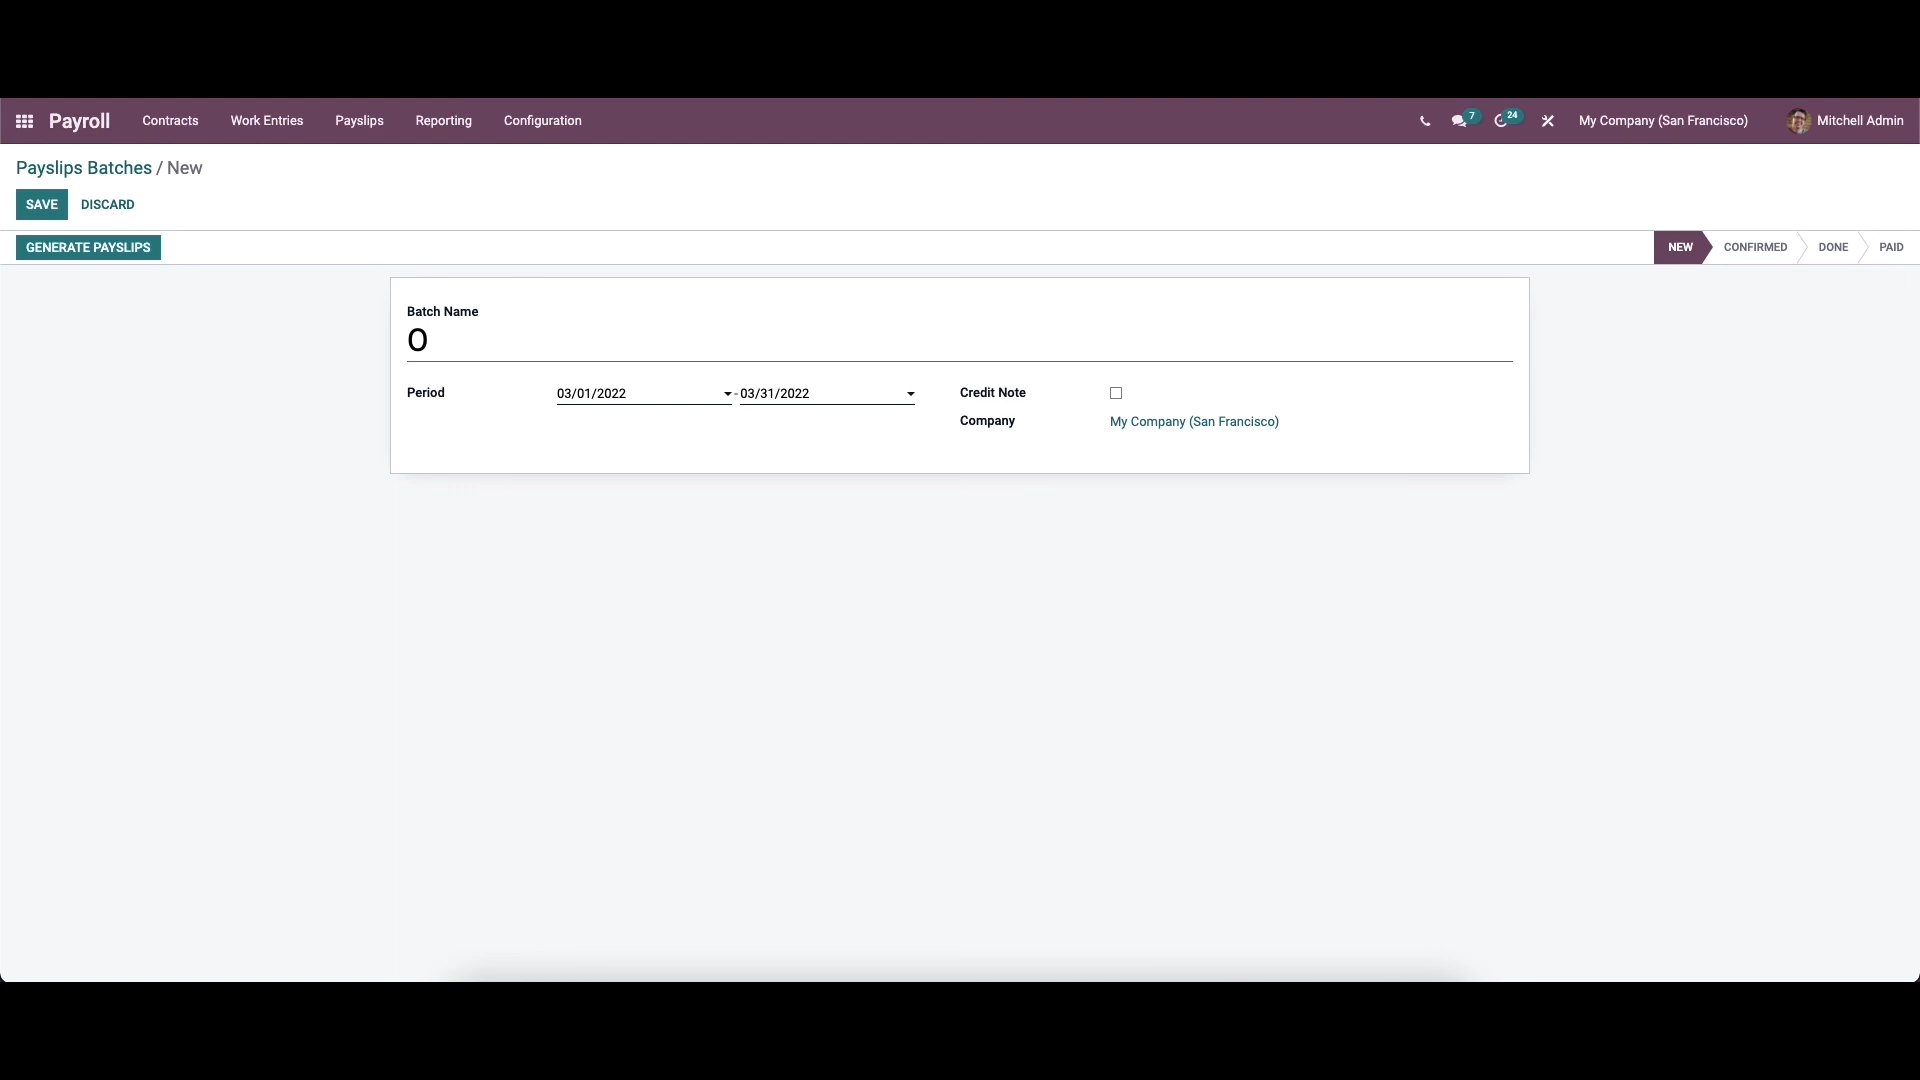 Payroll Contracts Work Entries Payslips Reporting Configuration 7 24 My Company (San Francisco) Mitchell Admin
Payslips Batches / New
SAVE DISCARD
GENERATE PAYSLIPS NEW CONFIRMED DONE PAID
Batch Name
O
Period 03/01/2022 - 03/31/2022 Credit Note
Company My Company (San Francisco)